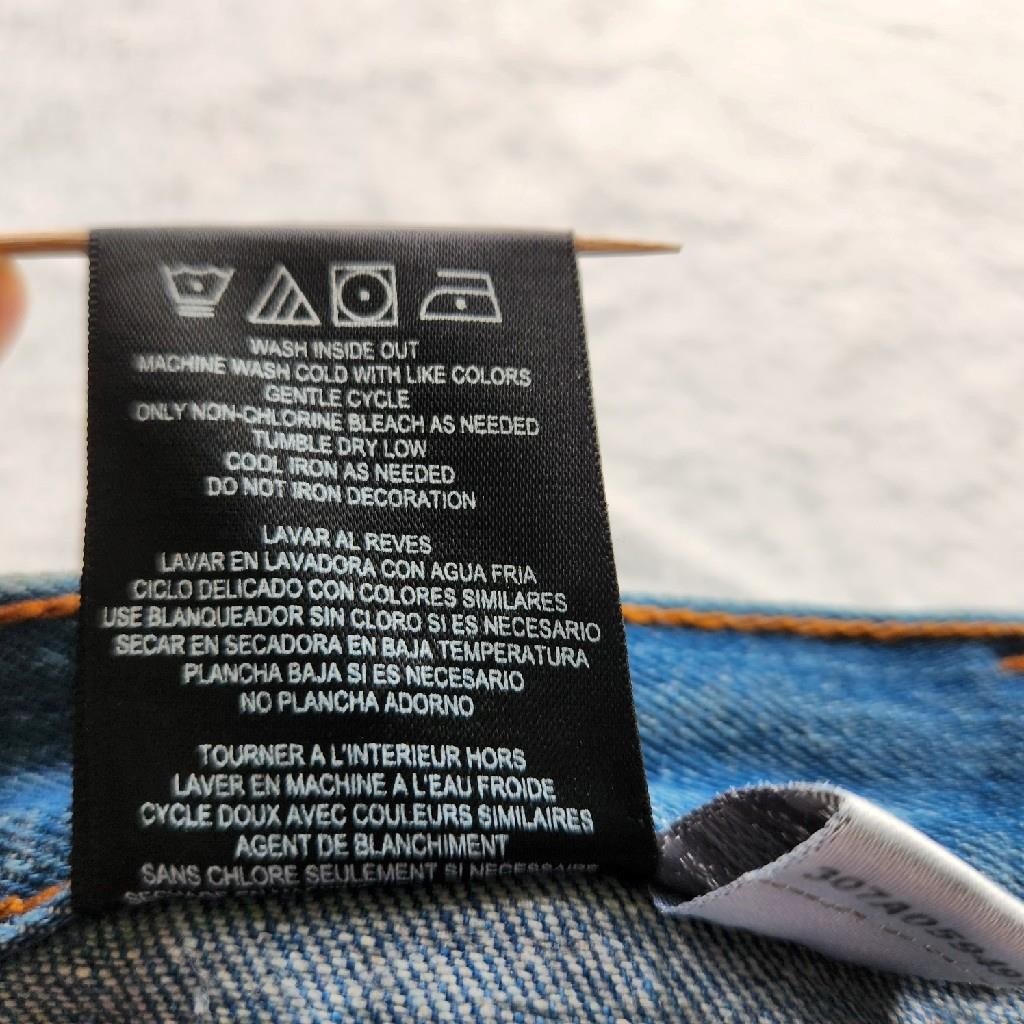 WASH INSIDE OUT
MACHINE WASH COLD WITH LIKE COLORS
GENTLE CYCLE
ONLY NON-CHLORINE BLEACH AS NEEDED
TUMBLE DRY LOW
COOL IRON AS NEEDED
DO NOT IRON DECORATION
LAVAR AL REVES
LAVAR EN LAVADORA CON AGUA FRIA
CICLO DELICADO CON COLORES SIMILARES
USE BLANQUEADOR SIN CLORO SI ES NECESARIO
SECAR EN SECADORA EN BAJA TEMPERATURA
PLANCHA BAJA SI ES NECESARIO
NO PLANCHA ADORNO
TOURNER A L'INTERIEUR HORS
LAVER EN MACHINE A L'EAU FROIDE
CYCLE DOUX AVEC COULEURS SIMILAIRES
AGENT DE BLANCHIMENT
SANS CHLORE SEULEMENT SI NECESSAIRE